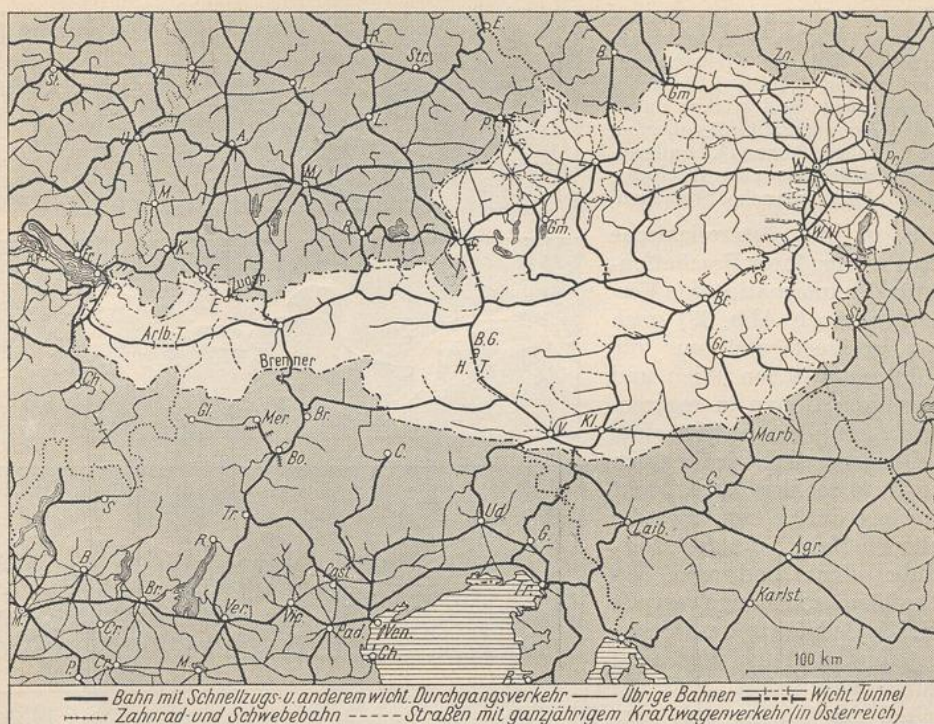 R.
Str.
E.
B.
Zn.
St.
A.
N.
I.
Gm.
U.
A.
L.
P.
M.
M.
R.
S.
Gm.
L.
W.
Pr.
W.N.
Fr.
K.
F.
Zugsp.
E.
Se.
Arlb.-T.
I.
Br.
Brenner
B.G.
H. T.
Gr.
Ch.
Gl.
Mer.
Br.
V.
Kl.
Marb.
Bo.
C.
C.
S
Tr.
Ud.
G.
Laib.
Agr.
R.
B
Br.
Cast.
Tr.
Karlst.
M.
Cr.
Ver.
Vic.
Pad.
Ven.
F.
P.
Cr.
M.
Ch.
P.
100 km
Bahn mit Schnellzugs- u. anderem wicht. Durchgangsverkehr Übrige Bahnen Wicht Tunnel
Zahnrad- und Schwebebahn Straßen mit ganzjährigem Kraftwagenverkehr (in Österreich)